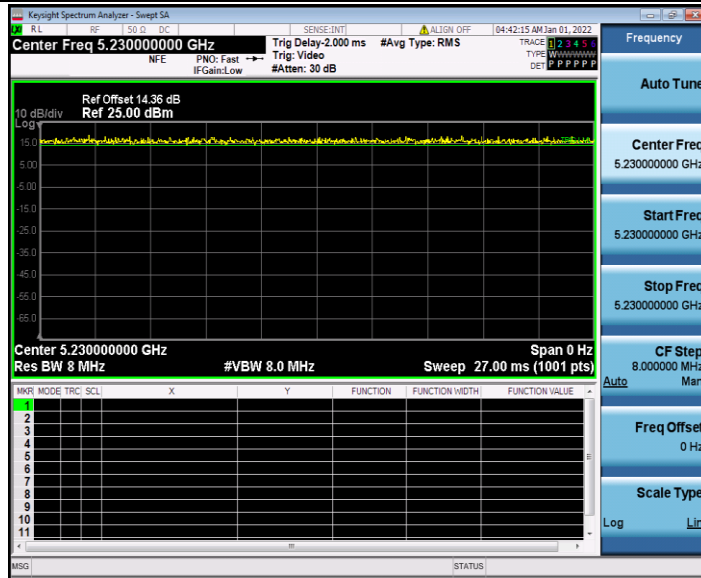 Keysight Spectrum Analyzer - Swept SA
RL RF 50 Ω DC SENSE:INT ALIGN OFF 04:42:15 AM Jan 01, 2022
Center Freq 5.230000000 GHz
NFE PNO: Fast IFGain:Low
Trig Delay-2.000 ms
Trig: Video
#Atten: 30 dB
#Avg Type: RMS
TRACE 1 2 3 4 5 6
TYPE WWWWWW
DET P P P P P P
Ref Offset 14.36 dB
10 dB/div Ref 25.00 dBm
Log
15.0
5.00
-5.00
-15.0
-25.0
-35.0
-45.0
-55.0
-65.0
Center 5.230000000 GHz Span 0 Hz
Res BW 8 MHz #VBW 8.0 MHz Sweep 27.00 ms (1001 pts)
MKR MODE TRC SCL X Y FUNCTION FUNCTION WIDTH FUNCTION VALUE
1
2
3
4
5
6
7
8
9
10
11
MSG STATUS
Frequency
Auto Tune
Center Freq
5.230000000 GHz
Start Freq
5.230000000 GHz
Stop Freq
5.230000000 GHz
CF Step
8.000000 MHz
Auto Man
Freq Offset
0 Hz
Scale Type
Log Lin